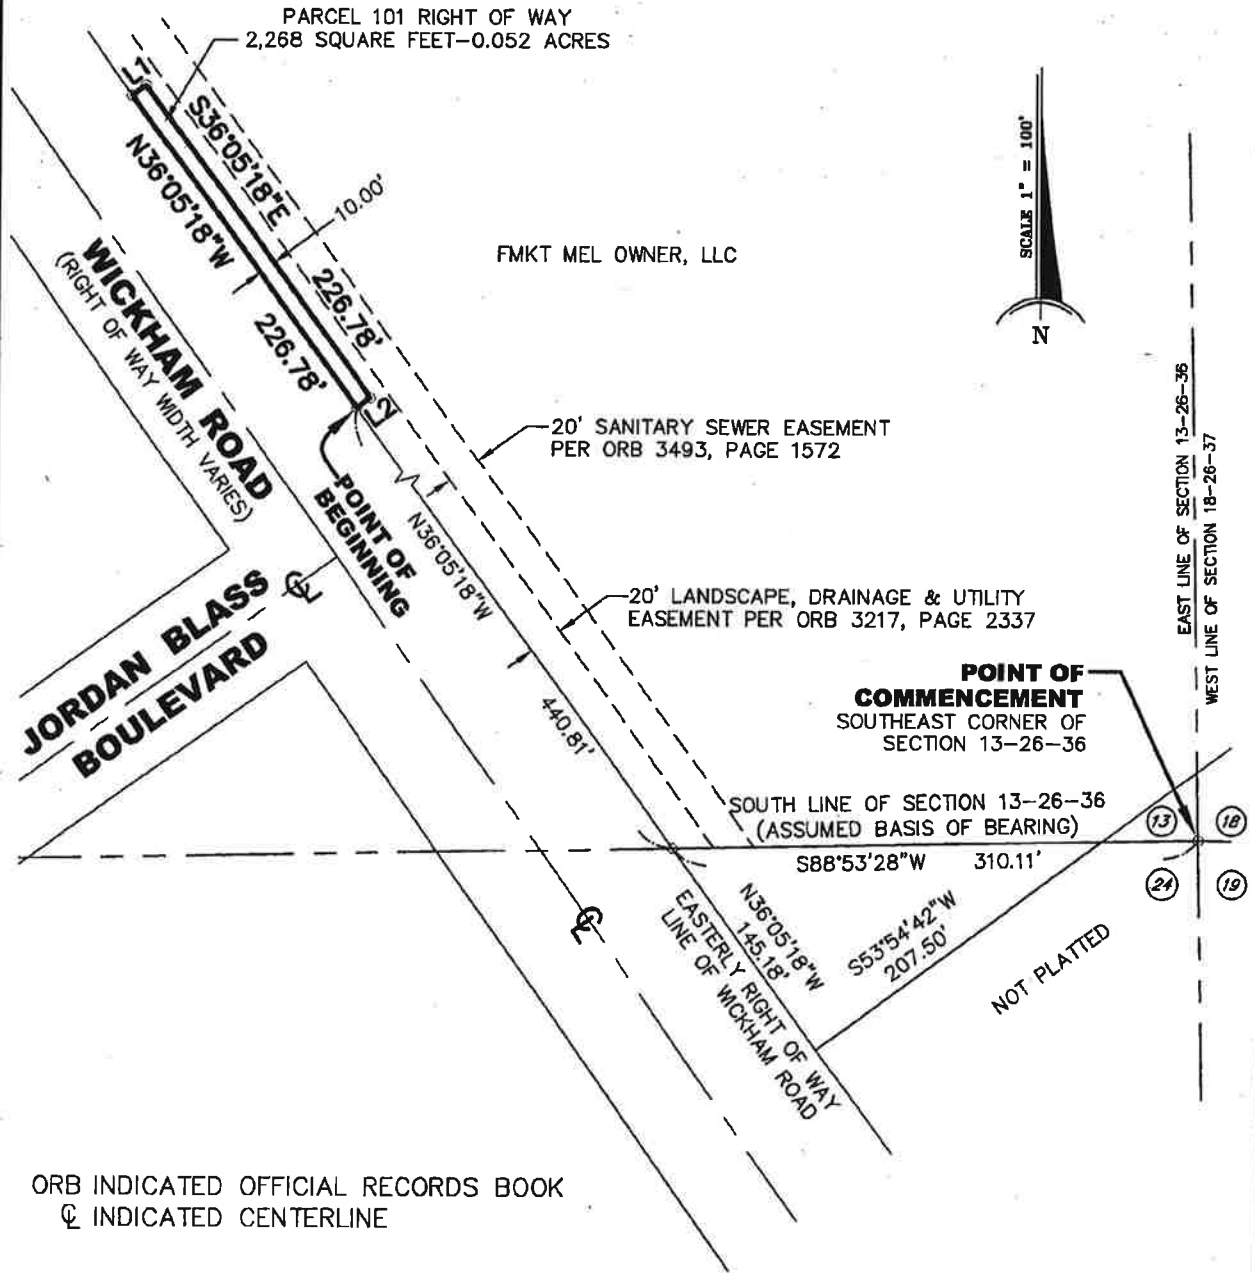 PARCEL 101 RIGHT OF WAY
2,268 SQUARE FEET-0.052 ACRES
L1
S36°05'18"E
226.78'
N36°05'18"W
226.78'
10.00'
L2
FMKT MEL OWNER, LLC
SCALE 1" = 100'
N
WICKHAM ROAD
(RIGHT OF WAY WIDTH VARIES)
EAST LINE OF SECTION 13-26-36
WEST LINE OF SECTION 18-26-37
20' SANITARY SEWER EASEMENT
PER ORB 3493, PAGE 1572
POINT OF
BEGINNING
N36°05'18"W
440.81'
℄
JORDAN BLASS
BOULEVARD
20' LANDSCAPE, DRAINAGE & UTILITY
EASEMENT PER ORB 3217, PAGE 2337
POINT OF
COMMENCEMENT
SOUTHEAST CORNER OF
SECTION 13-26-36
SOUTH LINE OF SECTION 13-26-36
(ASSUMED BASIS OF BEARING)
S88°53'28"W 310.11'
13
18
24
19
℄
N36°05'18"W
145.18'
EASTERLY RIGHT OF WAY
LINE OF WICKHAM ROAD
S53°54'42"W
207.50'
NOT PLATTED
ORB INDICATED OFFICIAL RECORDS BOOK
℄ INDICATED CENTERLINE